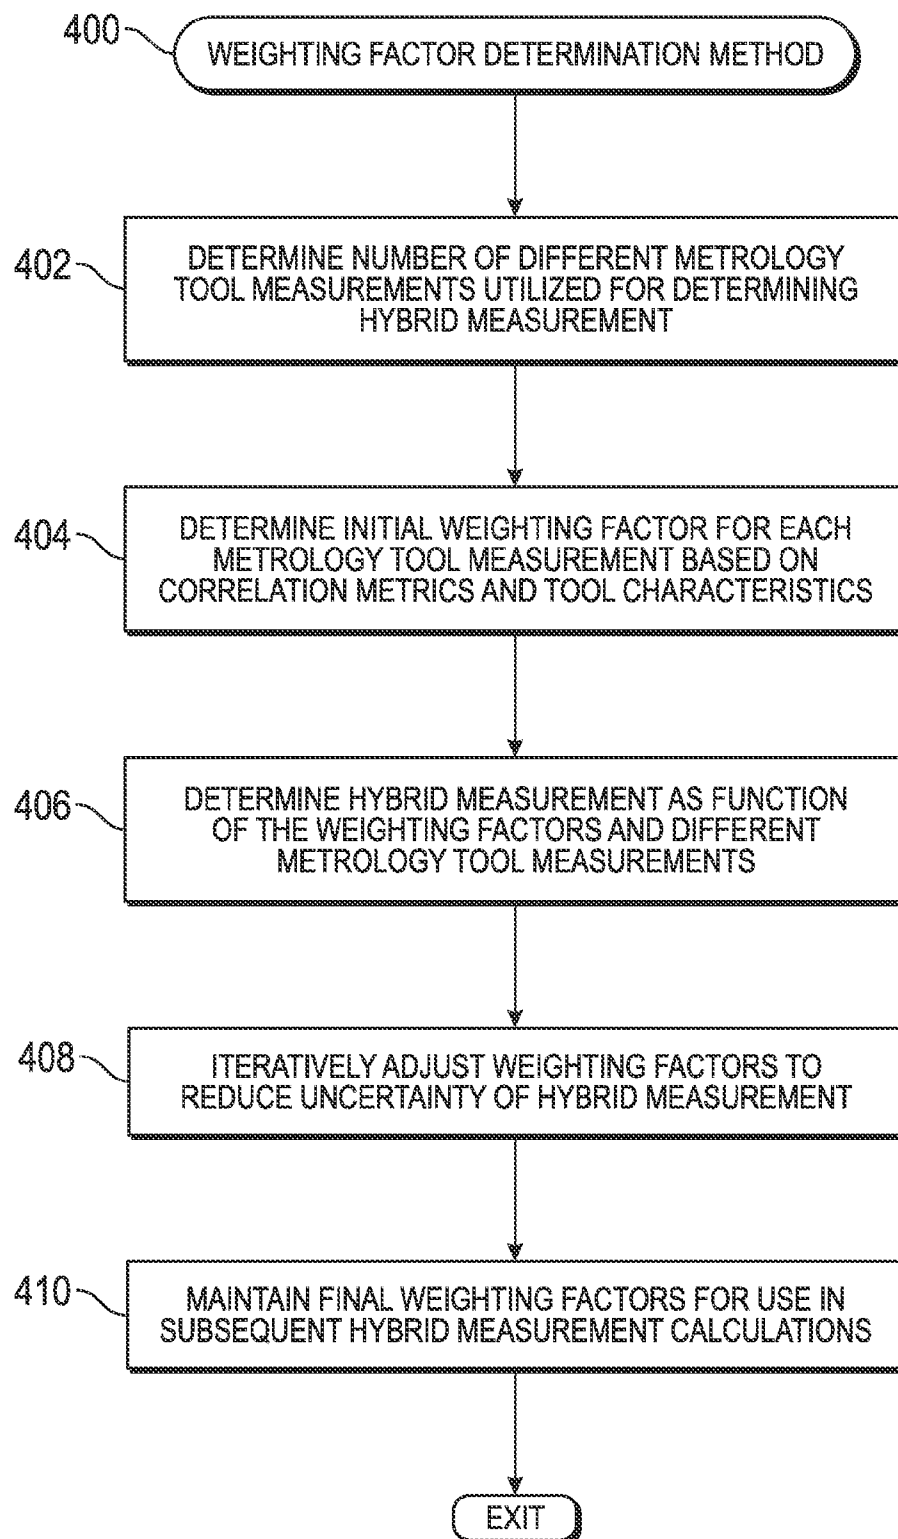 400
WEIGHTING FACTOR DETERMINATION METHOD
402
DETERMINE NUMBER OF DIFFERENT METROLOGY
TOOL MEASUREMENTS UTILIZED FOR DETERMINING
HYBRID MEASUREMENT
404
DETERMINE INITIAL WEIGHTING FACTOR FOR EACH
METROLOGY TOOL MEASUREMENT BASED ON
CORRELATION METRICS AND TOOL CHARACTERISTICS
406
DETERMINE HYBRID MEASUREMENT AS FUNCTION
OF THE WEIGHTING FACTORS AND DIFFERENT
METROLOGY TOOL MEASUREMENTS
408
ITERATIVELY ADJUST WEIGHTING FACTORS TO
REDUCE UNCERTAINTY OF HYBRID MEASUREMENT
410
MAINTAIN FINAL WEIGHTING FACTORS FOR USE IN
SUBSEQUENT HYBRID MEASUREMENT CALCULATIONS
EXIT